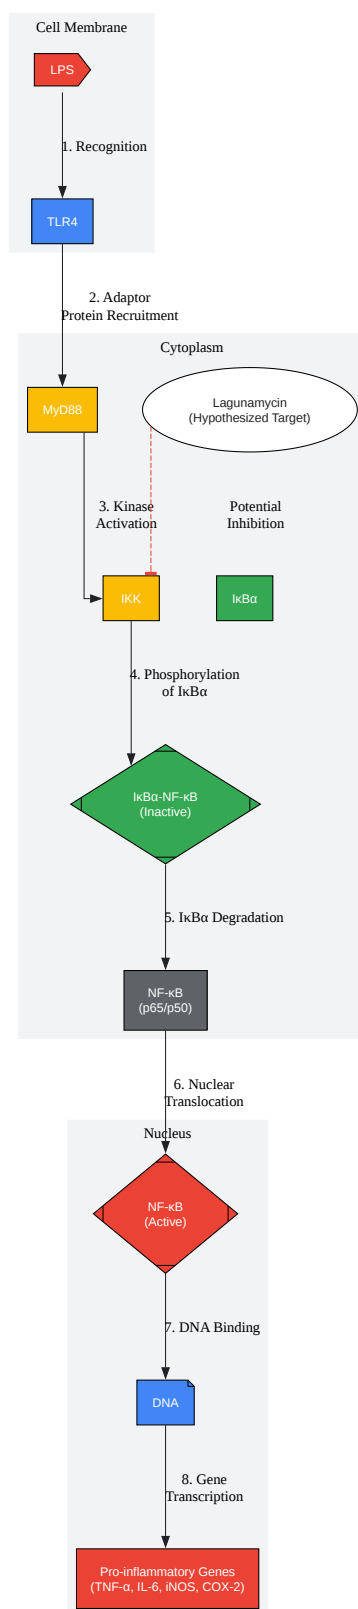 Cell Membrane
LPS
1. Recognition
TLR4
2. Adaptor
Protein Recruitment
Cytoplasm
MyD88
Lagunamycin
(Hypothesized Target)
3. Kinase
Activation
Potential
Inhibition
IKK
IκBα
4. Phosphorylation
of IκBα
IκBα-NF-κB
(Inactive)
5. IκBα Degradation
NF-κB
(p65/p50)
6. Nuclear
Translocation
Nucleus
NF-κB
(Active)
7. DNA Binding
DNA
8. Gene
Transcription
Pro-inflammatory Genes
(TNF-α, IL-6, iNOS, COX-2)